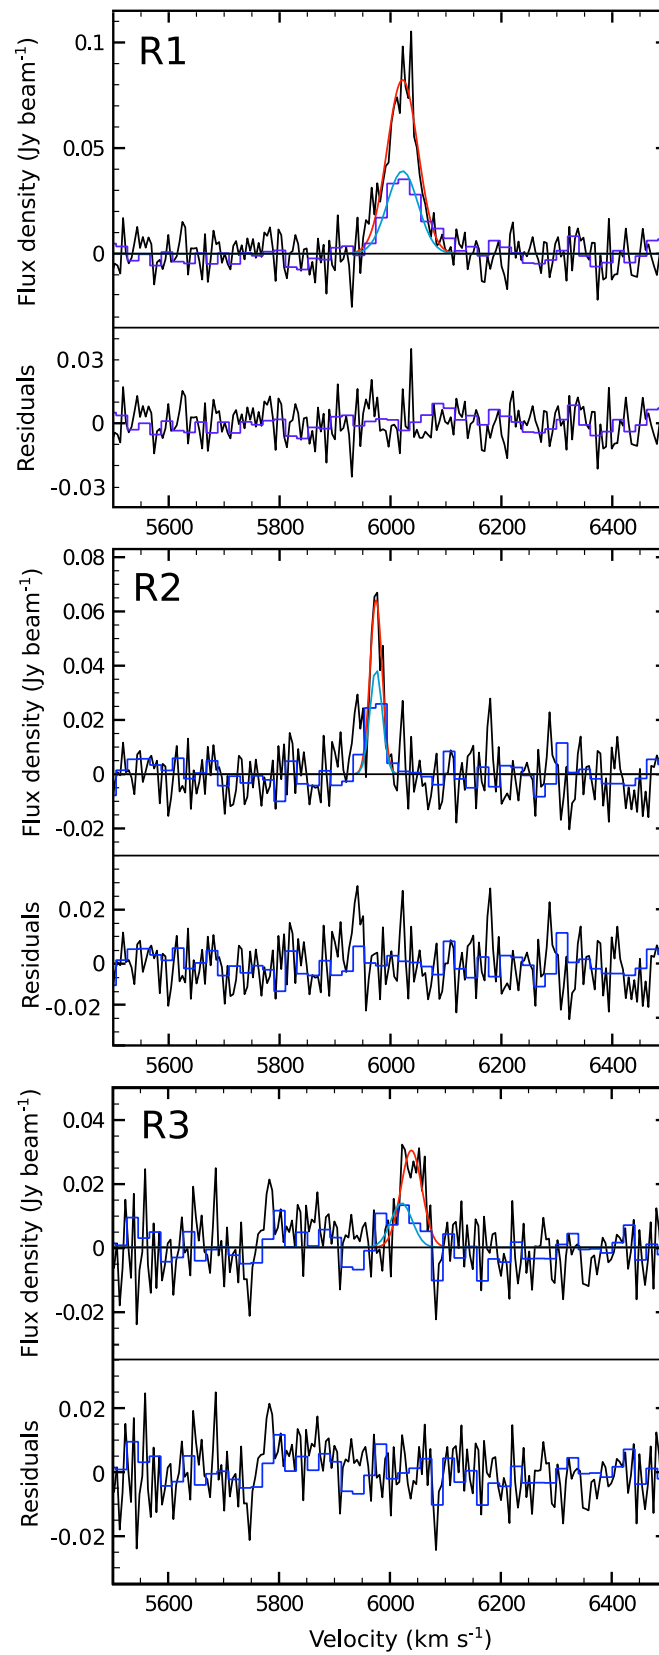 R1
Flux density (Jy beam⁻¹)
0.1
0.05
0
Residuals
0.03
0
-0.03
5600 5800 6000 6200 6400
R2
Flux density (Jy beam⁻¹)
0.08
0.06
0.04
0.02
0
-0.02
Residuals
0.02
0
-0.02
5600 5800 6000 6200 6400
R3
Flux density (Jy beam⁻¹)
0.04
0.02
0
-0.02
Residuals
0.02
0
-0.02
5600 5800 6000 6200 6400
Velocity (km s⁻¹)